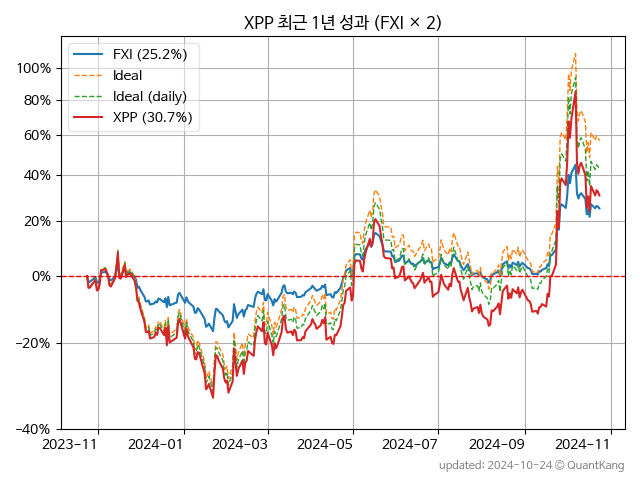 XPP 최근 1년 성과 (FXI × 2)
FXI (25.2%)
Ideal
Ideal (daily)
XPP (30.7%)
100%
80%
60%
40%
20%
0%
−20%
−40%
2023-11 2024-01 2024-03 2024-05 2024-07 2024-09 2024-11
updated: 2024-10-24 © QuantKang